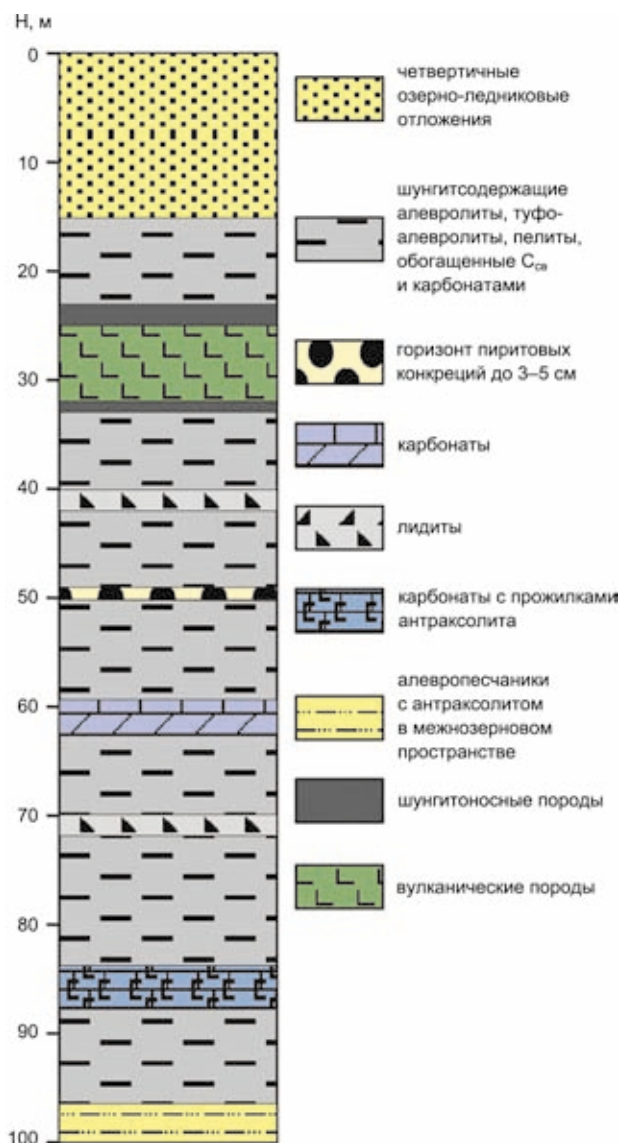 Н, м
0
10
20
30
40
50
60
70
80
90
100
четвертичные
озерно-ледниковые
отложения
шунгитсодержащие
алевролиты, туфо-
алевролиты, пелиты,
обогащенные Cсв
и карбонатами
горизонт пиритовых
конкреций до 3–5 см
карбонаты
лидиты
карбонаты с прожилками
антраксолита
алевропесчаники
с антраксолитом
в межнозерновом
пространстве
шунгитоносные породы
вулканические породы